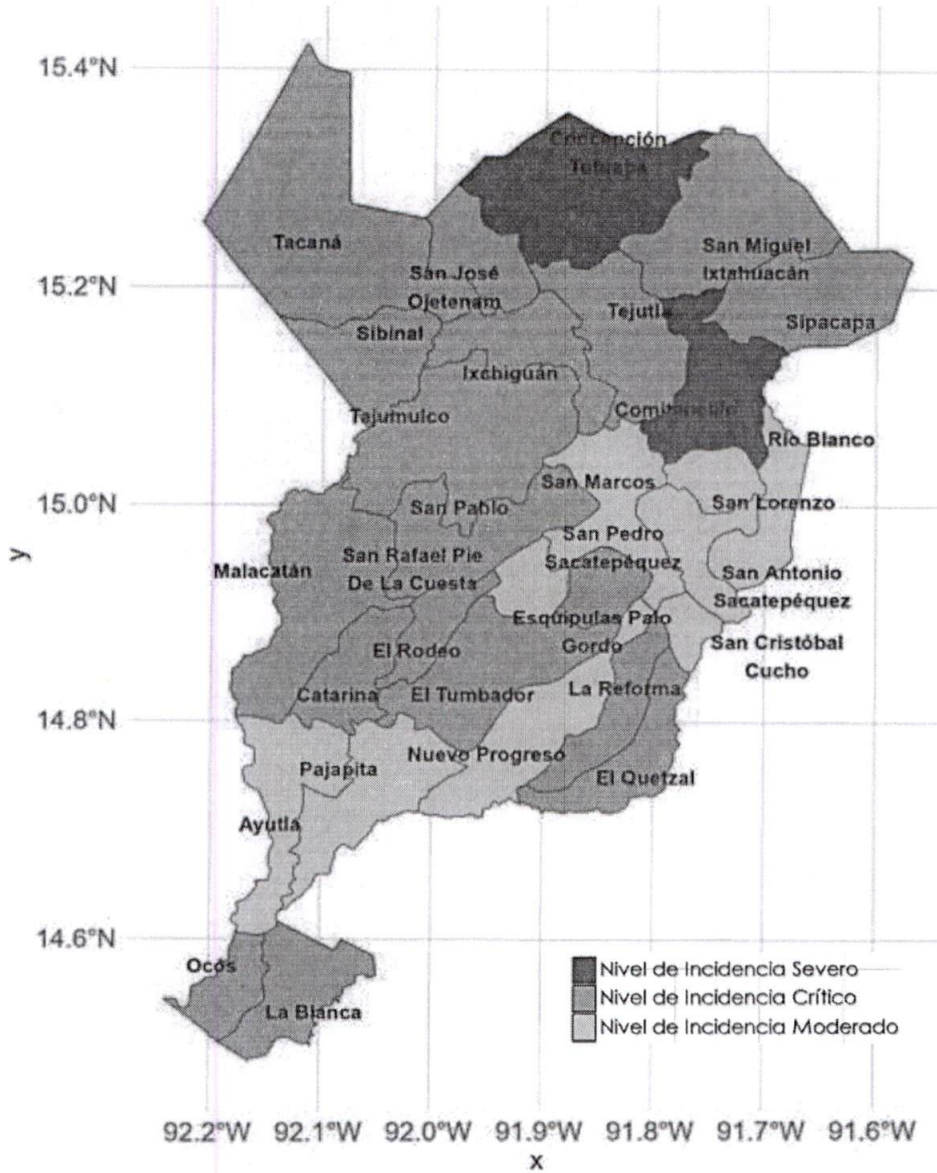 15.4°N
Concepción
Tutuapa
Tacaná
San Miguel
Ixtahuacán
San José
Ojetenam
15.2°N
Tejutla
Sipacapa
Sibinal
Ixchiguán
Tajumulco
Comitancillo
Río Blanco
San Marcos
15.0°N
San Pablo
San Lorenzo
San Pedro
Sacatepéquez
San Rafael Pie
De La Cuesta
Malacatán
San Antonio
Sacatepéquez
Esquipulas Palo
Gordo
San Cristóbal
Cucho
El Rodeo
La Reforma
Catarina
El Tumbador
14.8°N
Nuevo Progreso
Pajapita
El Quetzal
Ayutla
14.6°N
Ocós
La Blanca
Nivel de Incidencia Severo
Nivel de Incidencia Crítico
Nivel de Incidencia Moderado
92.2°W 92.1°W 92.0°W 91.9°W 91.8°W 91.7°W 91.6°W
x
y